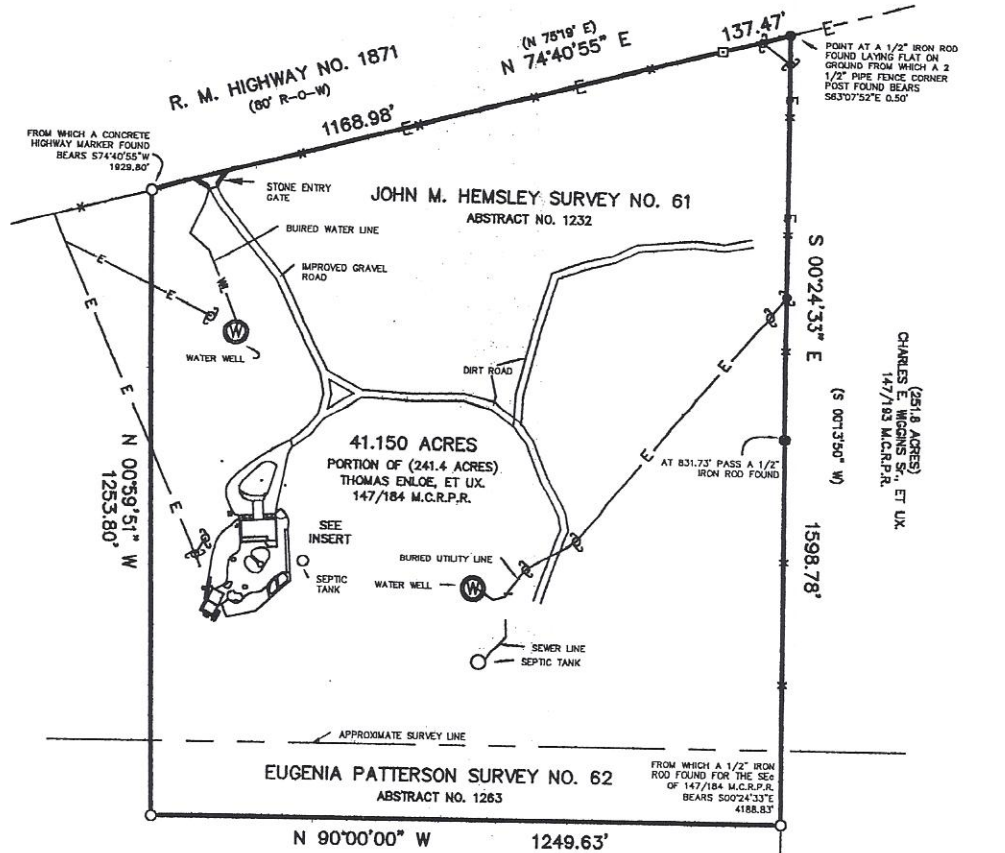 (N 75°19' E)
N 74°40'55" E
137.47'
E
POINT AT A 1/2" IRON ROD
FOUND LAYING FLAT ON
GROUND FROM WHICH A 2
1/2" PIPE FENCE CORNER
POST FOUND BEARS
S63°07'52"E 0.50'
R. M. HIGHWAY NO. 1871
(80' R-O-W)
1168.98'
E
E
FROM WHICH A CONCRETE
HIGHWAY MARKER FOUND
BEARS S74°40'55"W
1929.80'
STONE ENTRY
GATE
JOHN M. HEMSLEY SURVEY NO. 61
ABSTRACT NO. 1232
BUIRED WATER LINE
IMPROVED GRAVEL
ROAD
WL
W
WATER WELL
E
E
E
E
E
E
E
E
S 00°24'33" E
(S 00°13'50" W)
1598.78'
(251.8 ACRES)
CHARLES E. WIGGINS Sr., ET UX.
147/193 M.C.R.P.R.
DIRT ROAD
E
E
41.150 ACRES
PORTION OF (241.4 ACRES)
THOMAS ENLOE, ET UX.
147/184 M.C.R.P.R.
AT 831.73' PASS A 1/2"
IRON ROD FOUND
N 00°59'51" W
1253.80'
SEE
INSERT
SEPTIC
TANK
BURIED UTILITY LINE
WATER WELL
W
SEWER LINE
SEPTIC TANK
APPROXIMATE SURVEY LINE
EUGENIA PATTERSON SURVEY NO. 62
ABSTRACT NO. 1263
FROM WHICH A 1/2" IRON
ROD FOUND FOR THE SEc
OF 147/184 M.C.R.P.R.
BEARS S00°24'33"E
4188.83'
N 90°00'00" W
1249.63'